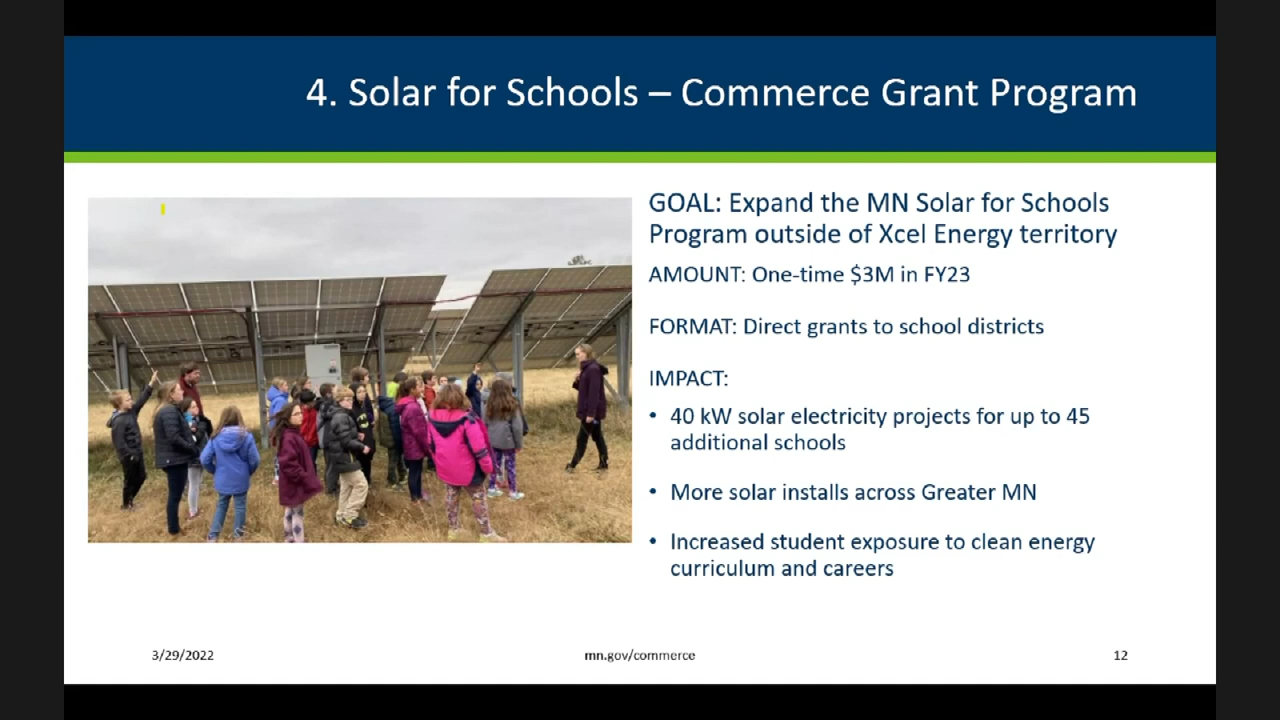 4. Solar for Schools – Commerce Grant Program
GOAL: Expand the MN Solar for Schools
Program outside of Xcel Energy territory
AMOUNT: One-time $3M in FY23
FORMAT: Direct grants to school districts
IMPACT:
• 40 kW solar electricity projects for up to 45
additional schools
• More solar installs across Greater MN
• Increased student exposure to clean energy
curriculum and careers
3/29/2022
mn.gov/commerce
12